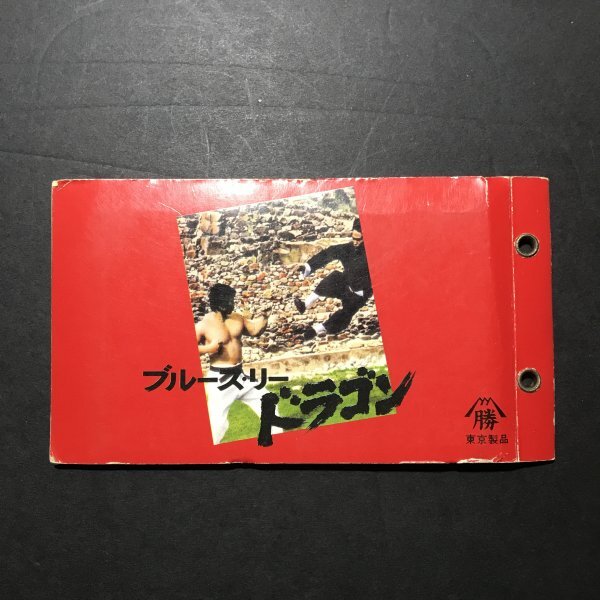 ブルース・リー
ドラゴン
勝
東京製品